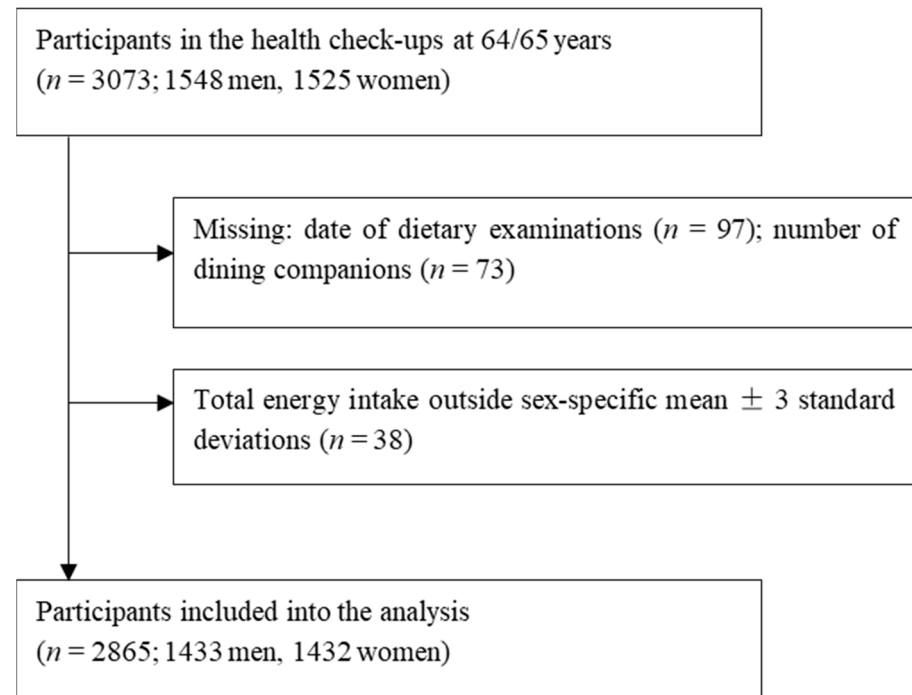 Participants in the health check-ups at 64/65 years
(n = 3073; 1548 men, 1525 women)
Missing: date of dietary examinations (n = 97); number of
dining companions (n = 73)
Total energy intake outside sex-specific mean ± 3 standard
deviations (n = 38)
Participants included into the analysis
(n = 2865; 1433 men, 1432 women)